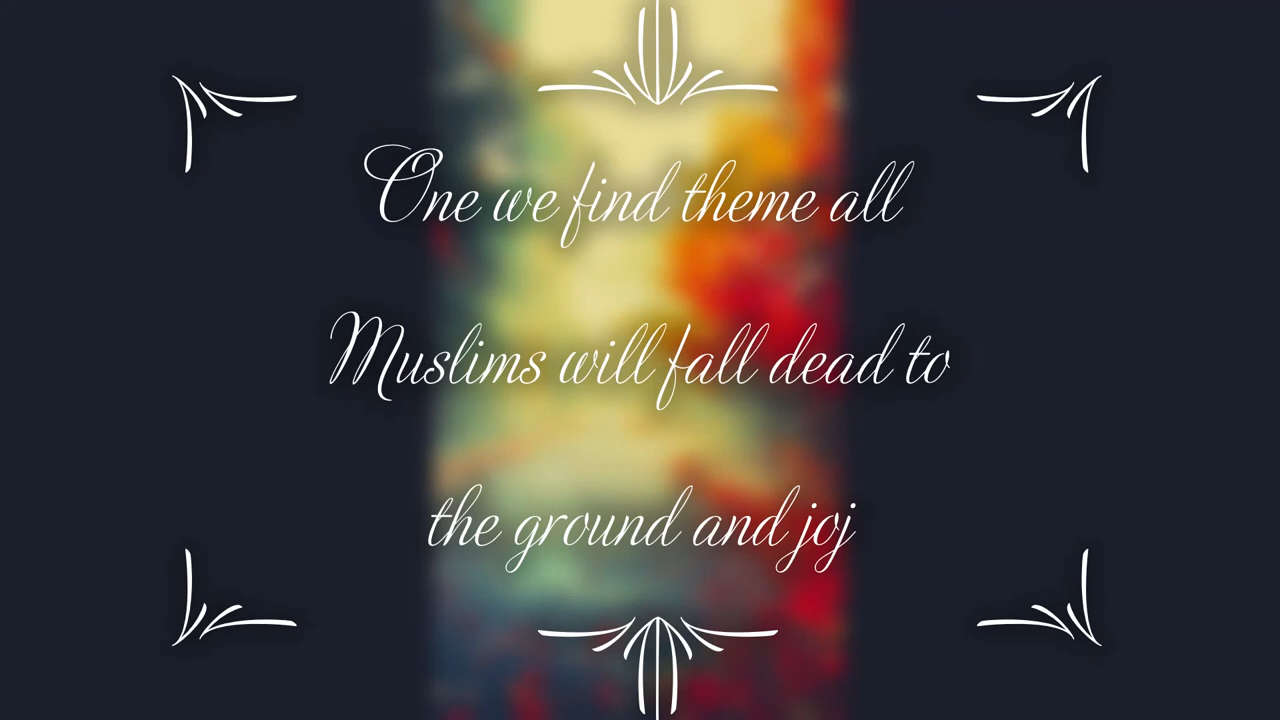 One we find theme all
Muslims will fall dead to
the ground and joj